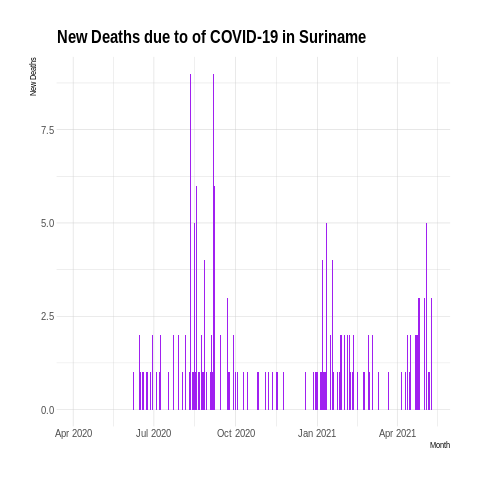 New Deaths due to of COVID-19 in Suriname
New Deaths
7.5
5.0
2.5
0.0
Apr 2020 Jul 2020 Oct 2020 Jan 2021 Apr 2021
Month